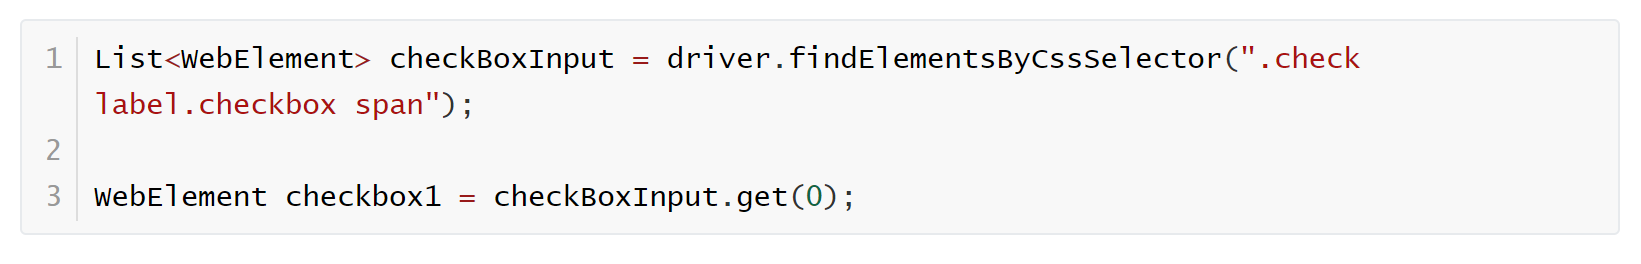 1 List<WebElement> checkBoxInput = driver.findElementsByCssSelector(".check
label.checkbox span");
2
3 WebElement checkbox1 = checkBoxInput.get(0);